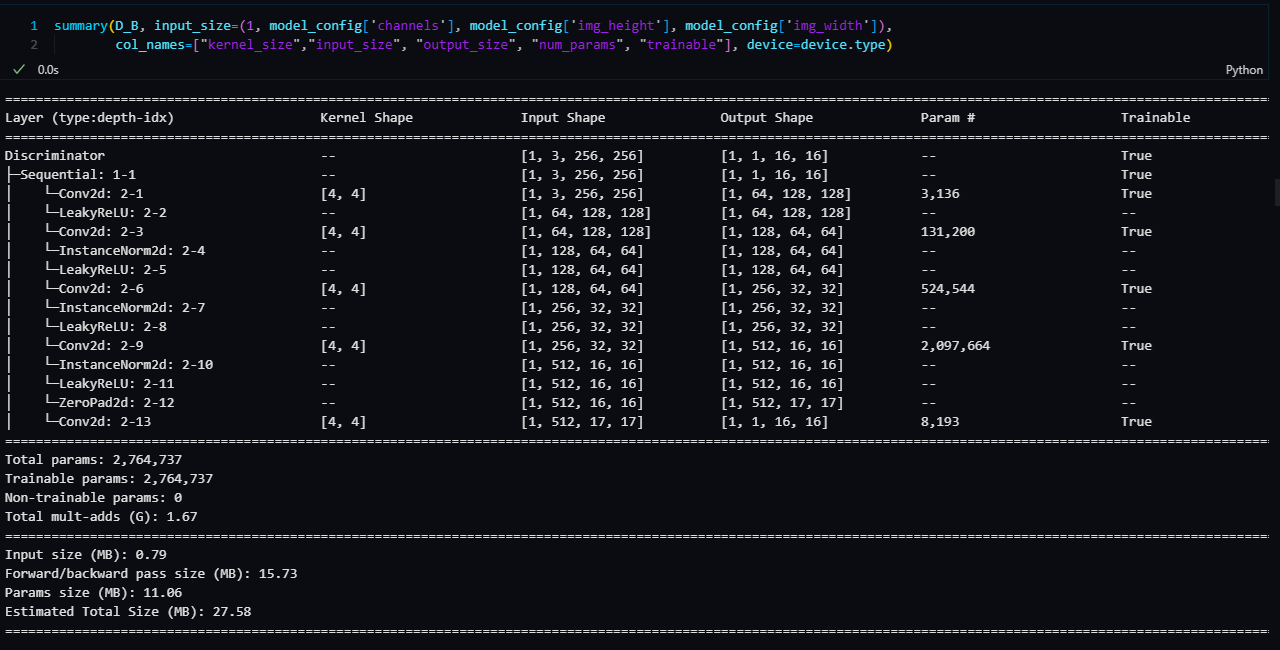 1 summary(D_B, input_size=(1, model_config['channels'], model_config['img_height'], model_config['img_width']),
2 col_names=["kernel_size","input_size", "output_size", "num_params", "trainable"], device=device.type)
✓ 0.0s Python
==========================================================================================
Layer (type:depth-idx) Kernel Shape Input Shape Output Shape Param # Trainable
==========================================================================================
Discriminator -- [1, 3, 256, 256] [1, 1, 16, 16] -- True
├─Sequential: 1-1 -- [1, 3, 256, 256] [1, 1, 16, 16] -- True
│ └─Conv2d: 2-1 [4, 4] [1, 3, 256, 256] [1, 64, 128, 128] 3,136 True
│ └─LeakyReLU: 2-2 -- [1, 64, 128, 128] [1, 64, 128, 128] -- --
│ └─Conv2d: 2-3 [4, 4] [1, 64, 128, 128] [1, 128, 64, 64] 131,200 True
│ └─InstanceNorm2d: 2-4 -- [1, 128, 64, 64] [1, 128, 64, 64] -- --
│ └─LeakyReLU: 2-5 -- [1, 128, 64, 64] [1, 128, 64, 64] -- --
│ └─Conv2d: 2-6 [4, 4] [1, 128, 64, 64] [1, 256, 32, 32] 524,544 True
│ └─InstanceNorm2d: 2-7 -- [1, 256, 32, 32] [1, 256, 32, 32] -- --
│ └─LeakyReLU: 2-8 -- [1, 256, 32, 32] [1, 256, 32, 32] -- --
│ └─Conv2d: 2-9 [4, 4] [1, 256, 32, 32] [1, 512, 16, 16] 2,097,664 True
│ └─InstanceNorm2d: 2-10 -- [1, 512, 16, 16] [1, 512, 16, 16] -- --
│ └─LeakyReLU: 2-11 -- [1, 512, 16, 16] [1, 512, 16, 16] -- --
│ └─ZeroPad2d: 2-12 -- [1, 512, 16, 16] [1, 512, 17, 17] -- --
│ └─Conv2d: 2-13 [4, 4] [1, 512, 17, 17] [1, 1, 16, 16] 8,193 True
==========================================================================================
Total params: 2,764,737
Trainable params: 2,764,737
Non-trainable params: 0
Total mult-adds (G): 1.67
==========================================================================================
Input size (MB): 0.79
Forward/backward pass size (MB): 15.73
Params size (MB): 11.06
Estimated Total Size (MB): 27.58
==========================================================================================